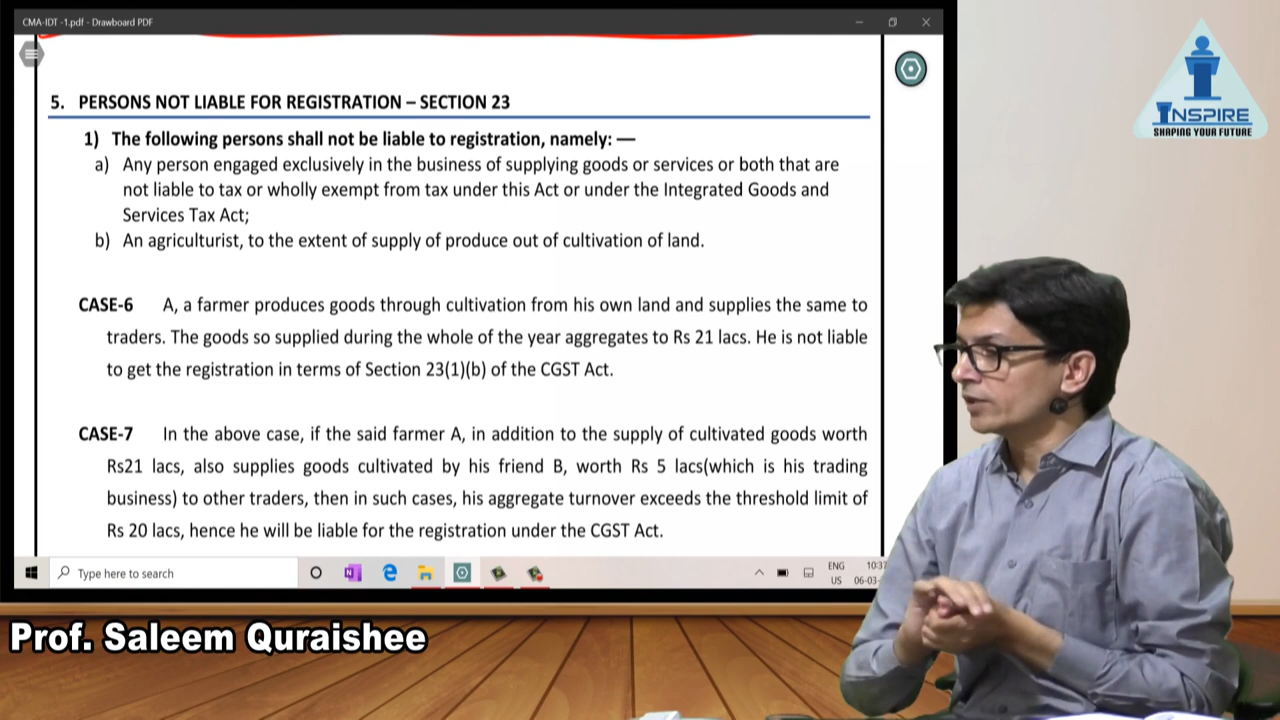 CMA-IDT -1.pdf - Drawboard PDF
5. PERSONS NOT LIABLE FOR REGISTRATION – SECTION 23
1) The following persons shall not be liable to registration, namely: —
a) Any person engaged exclusively in the business of supplying goods or services or both that are
not liable to tax or wholly exempt from tax under this Act or under the Integrated Goods and
Services Tax Act;
b) An agriculturist, to the extent of supply of produce out of cultivation of land.
CASE-6 A, a farmer produces goods through cultivation from his own land and supplies the same to
traders. The goods so supplied during the whole of the year aggregates to Rs 21 lacs. He is not liable
to get the registration in terms of Section 23(1)(b) of the CGST Act.
CASE-7 In the above case, if the said farmer A, in addition to the supply of cultivated goods worth
Rs21 lacs, also supplies goods cultivated by his friend B, worth Rs 5 lacs(which is his trading
business) to other traders, then in such cases, his aggregate turnover exceeds the threshold limit of
Rs 20 lacs, hence he will be liable for the registration under the CGST Act.
Type here to search
ENG 10:37
US 06-03-
INSPIRE
SHAPING YOUR FUTURE
Prof. Saleem Quraishee